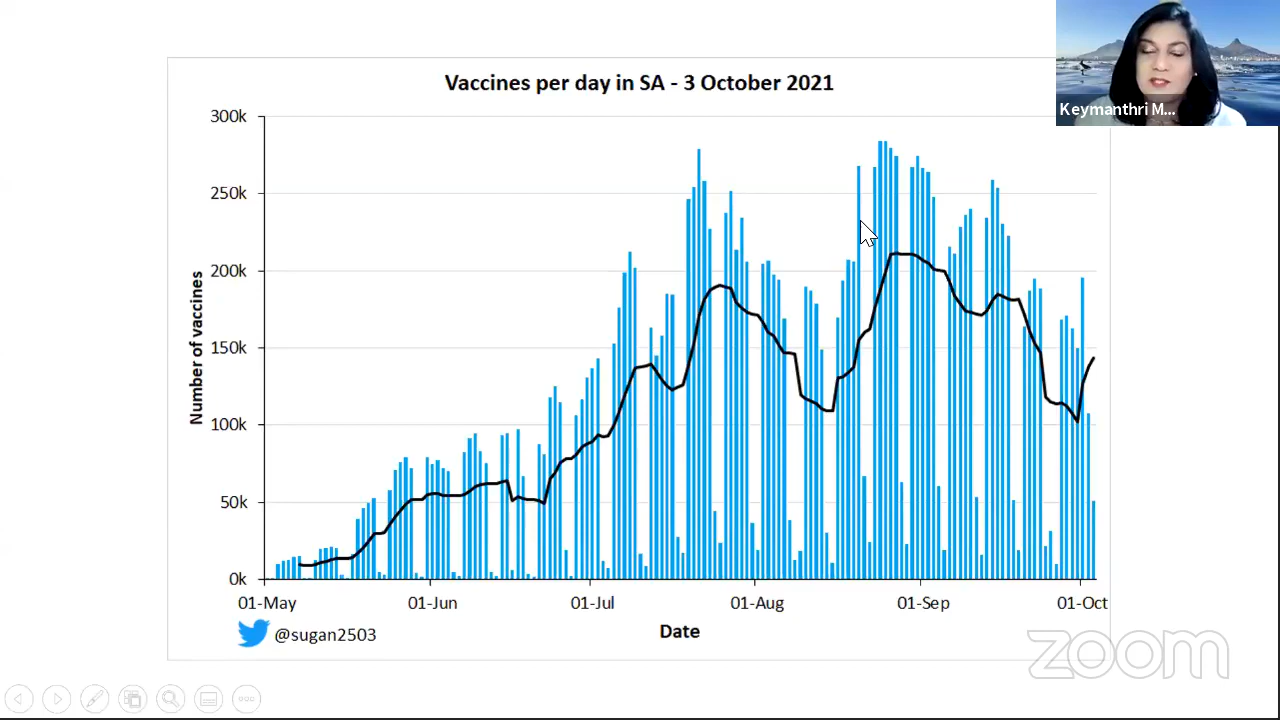 Vaccines per day in SA - 3 October 2021
Keymanthri M...
300k
250k
200k
150k
100k
50k
0k
Number of vaccines
01-May 01-Jun 01-Jul 01-Aug 01-Sep 01-Oct
Date
@sugan2503
zoom